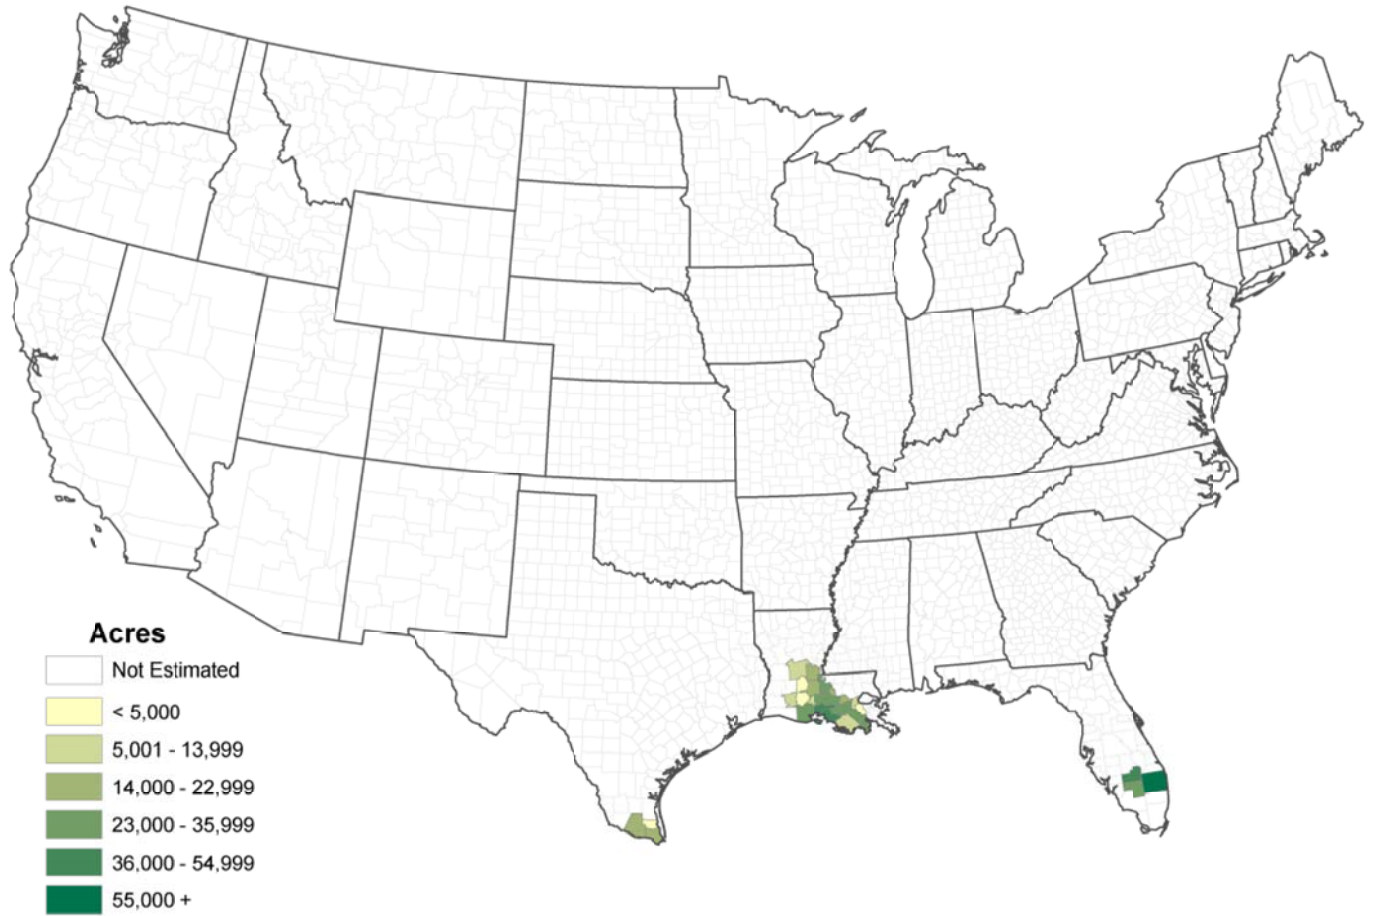 Acres
Not Estimated
< 5,000
5,001 - 13,999
14,000 - 22,999
23,000 - 35,999
36,000 - 54,999
55,000 +